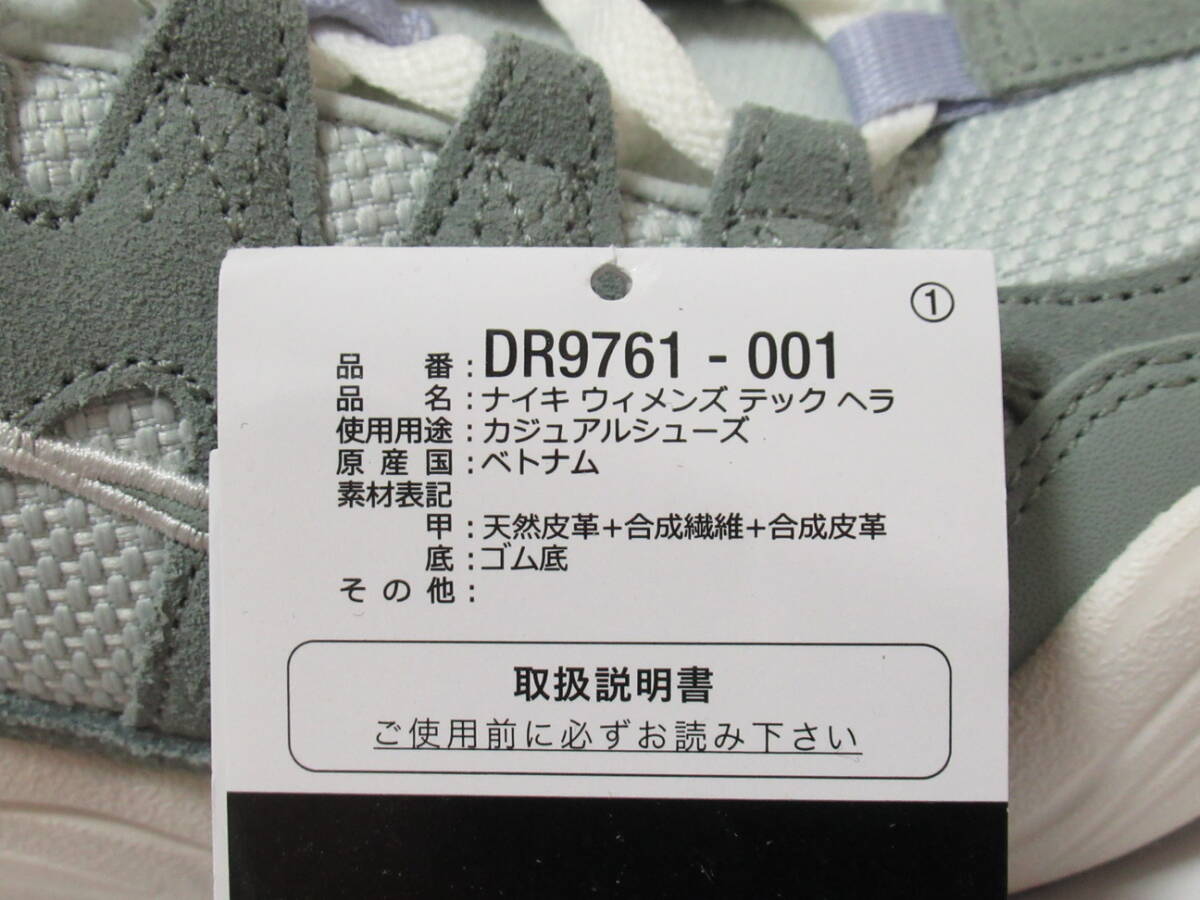 ①
品番:DR9761-001
品名:ナイキ ウィメンズ テック ヘラ
使用用途:カジュアルシューズ
原産国:ベトナム
素材表記
甲:天然皮革+合成繊維+合成皮革
底:ゴム底
その他:
取扱説明書
ご使用前に必ずお読み下さい